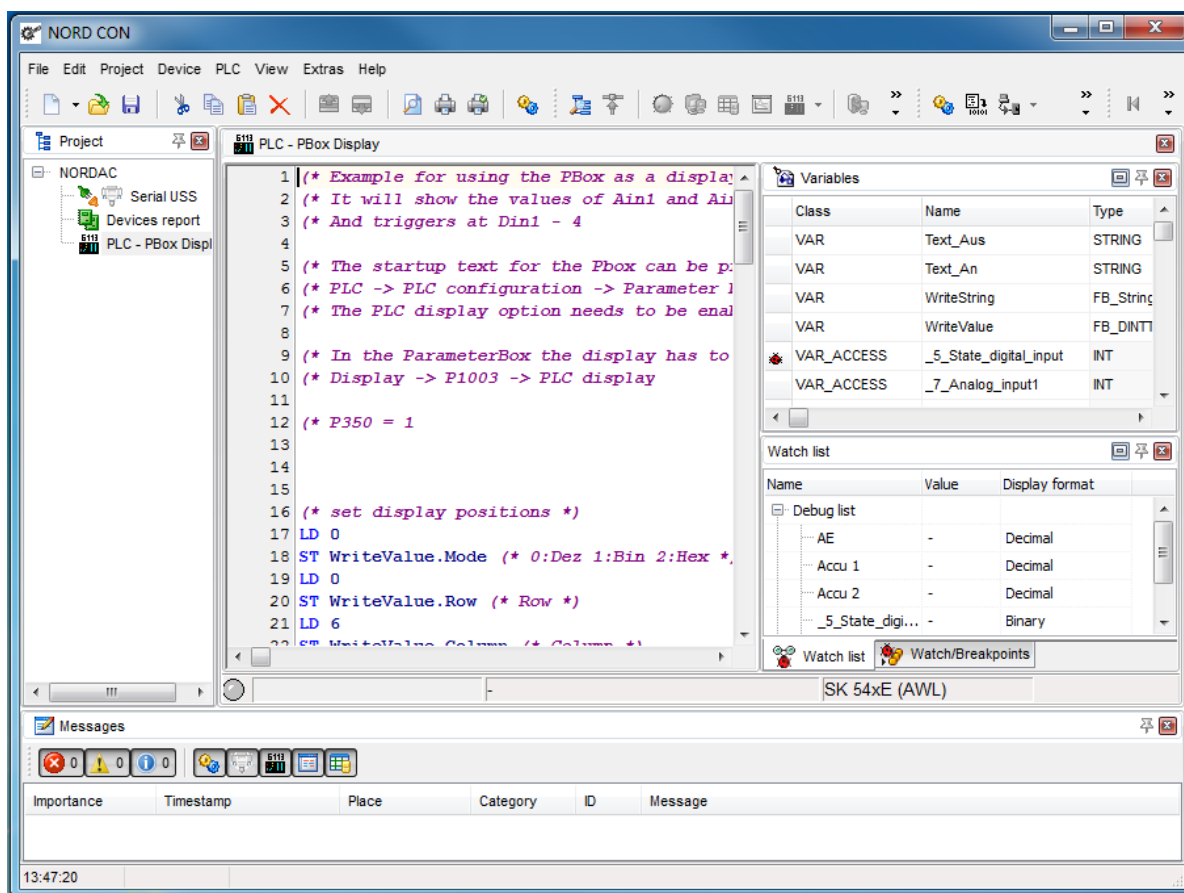 NORD CON
File Edit Project Device PLC View Extras Help
Project
NORDAC
Serial USS
Devices report
PLC - PBox Displ
PLC - PBox Display
1 (* Example for using the PBox as a display
2 (* It will show the values of Ain1 and Ai
3 (* And triggers at Din1 - 4
4
5 (* The startup text for the Pbox can be p
6 (* PLC -> PLC configuration -> Parameter
7 (* The PLC display option needs to be ena
8
9 (* In the ParameterBox the display has to
10 (* Display -> P1003 -> PLC display
11
12 (* P350 = 1
13
14
15
16 (* set display positions *)
17 LD 0
18 ST WriteValue.Mode (* 0:Dez 1:Bin 2:Hex *
19 LD 0
20 ST WriteValue.Row (* Row *)
21 LD 6
22 ST WriteValue.Column (* Column *)
Variables
Class Name Type
VAR Text_Aus STRING
VAR Text_An STRING
VAR WriteString FB_String
VAR WriteValue FB_DINTT
VAR_ACCESS _5_State_digital_input INT
VAR_ACCESS _7_Analog_input1 INT
Watch list
Name Value Display format
Debug list
AE - Decimal
Accu 1 - Decimal
Accu 2 - Decimal
_5_State_digi... - Binary
Watch list Watch/Breakpoints
- SK 54xE (AWL)
Messages
0 0 0
Importance Timestamp Place Category ID Message
13:47:20